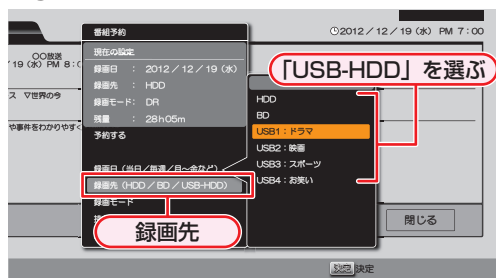 番組予約
2012／12／19（水） PM 7:00
現在の設定
〇〇放送
19（水）PM 8:
録画日 ： 2012／12／19（水）
録画先 ： HDD
録画モード： DR
残量 ： 28h05m
「USB-HDD」を選ぶ
ス ▽世界の今
や事件をわかりやす
予約する
HDD
BD
USB1：ドラマ
USB2：映画
USB3：スポーツ
USB4：お笑い
録画日（当日／毎週／月～金など）
録画先（HDD／BD／USB-HDD）
録画モード
録画先
閉じる
決定 決定